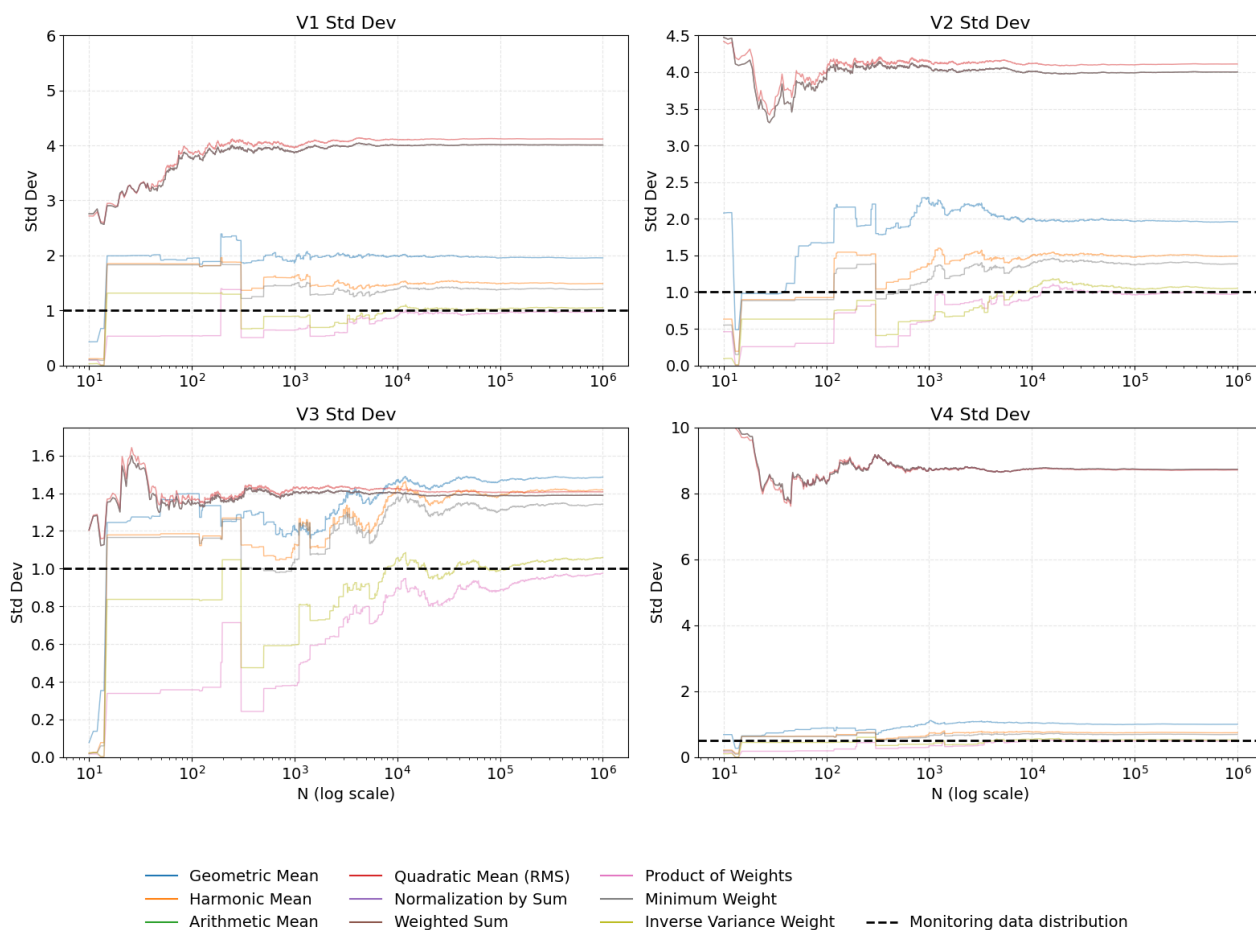 V1 Std Dev
V2 Std Dev
Std Dev
6
5
4
3
2
1
0
10^1
10^2
10^3
10^4
10^5
10^6
Std Dev
4.5
4.0
3.5
3.0
2.5
2.0
1.5
1.0
0.5
0.0
10^1
10^2
10^3
10^4
10^5
10^6
V3 Std Dev
V4 Std Dev
Std Dev
1.6
1.4
1.2
1.0
0.8
0.6
0.4
0.2
0.0
10^1
10^2
10^3
10^4
10^5
10^6
N (log scale)
Std Dev
10
8
6
4
2
0
10^1
10^2
10^3
10^4
10^5
10^6
N (log scale)
Geometric Mean
Harmonic Mean
Arithmetic Mean
Quadratic Mean (RMS)
Normalization by Sum
Weighted Sum
Product of Weights
Minimum Weight
Inverse Variance Weight
Monitoring data distribution